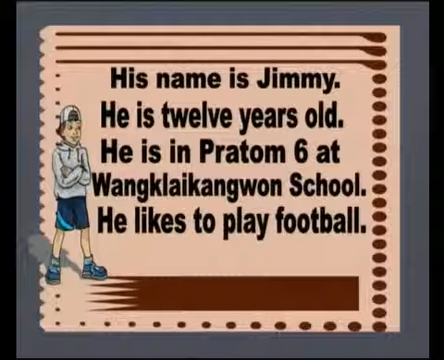 His name is Jimmy.
He is twelve years old.
He is in Pratom 6 at
Wangklaikangwon School.
He likes to play football.